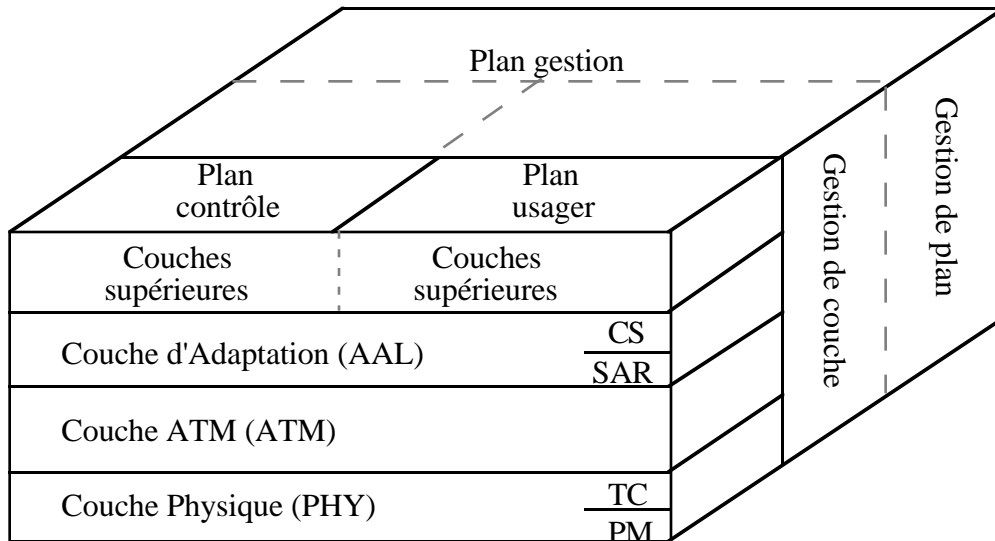 Plan gestion
Plan
contrôle
Plan
usager
Couches
supérieures
Couches
supérieures
Couche d'Adaptation (AAL)
CS
SAR
Couche ATM (ATM)
Couche Physique (PHY)
TC
PM
Gestion de couche
Gestion de plan